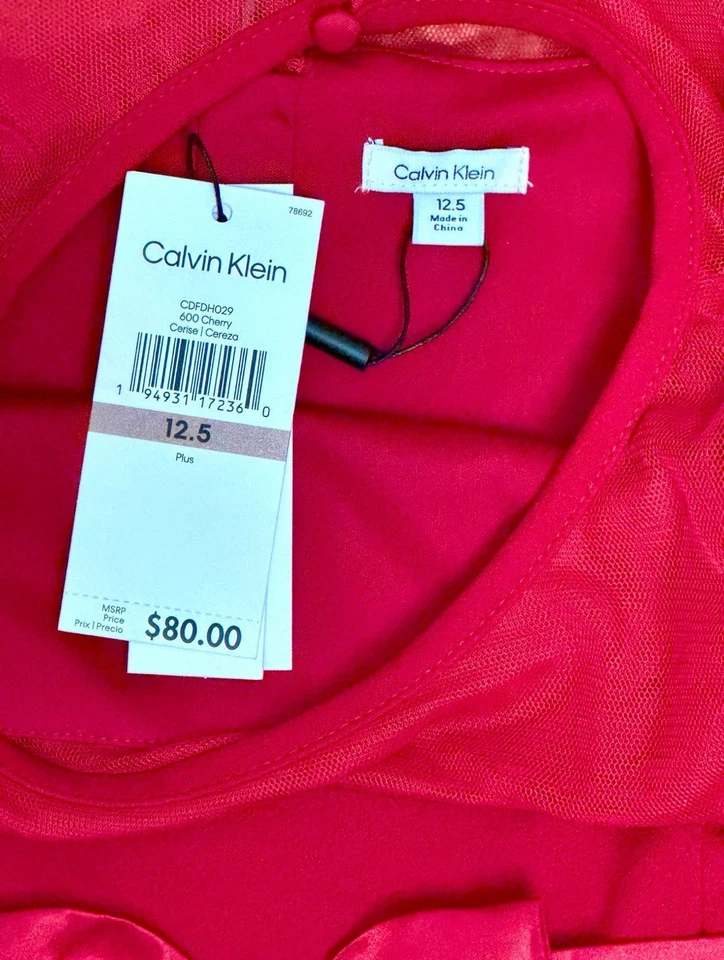 78692
Calvin Klein
CDFDH029
600 Cherry
Cerise | Cereza
1 94931 17236 0
12.5
Plus
MSRP
Price
Prix | Precio
$80.00
Calvin Klein
12.5
Made in
China